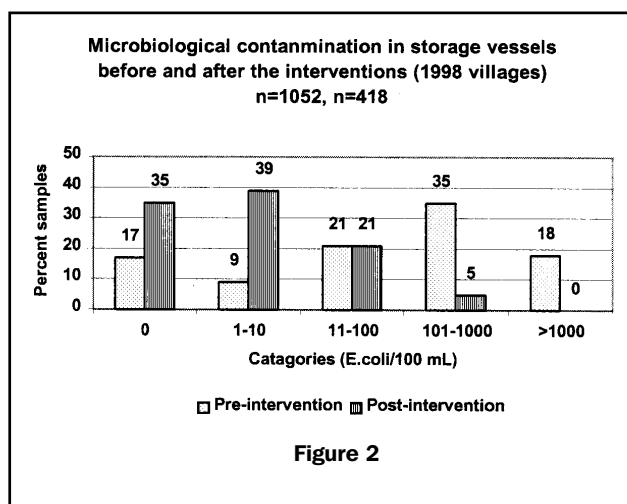 Microbiological contanmination in storage vessels
before and after the interventions (1998 villages)
n=1052, n=418
50
40
30
20
10
0
Percent samples
17
35
9
39
21
21
35
5
18
0
0
1-10
11-100
101-1000
>1000
Catagories (E.coli/100 mL)
Pre-intervention
Post-intervention
Figure 2